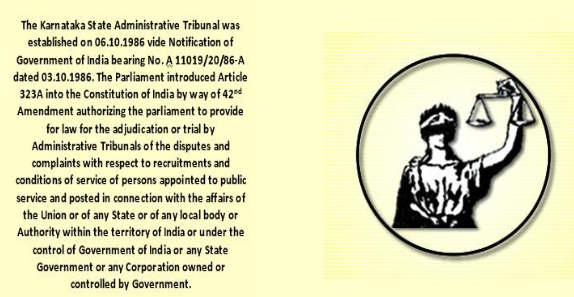 The Karnataka State Administrative Tribunal was
established on 06.10.1986 vide Notification of
Government of India bearing No. A 11019/20/86-A
dated 03.10.1986. The Parliament introduced Article
323A into the Constitution of India by way of 42nd
Amendment authorizing the parliament to provide
for law for the adjudication or trial by
Administrative Tribunals of the disputes and
complaints with respect to recruitments and
conditions of service of persons appointed to public
service and posted in connection with the affairs of
the Union or of any State or of any local body or
Authority within the territory of India or under the
control of Government of India or any State
Government or any Corporation owned or
controlled by Government.